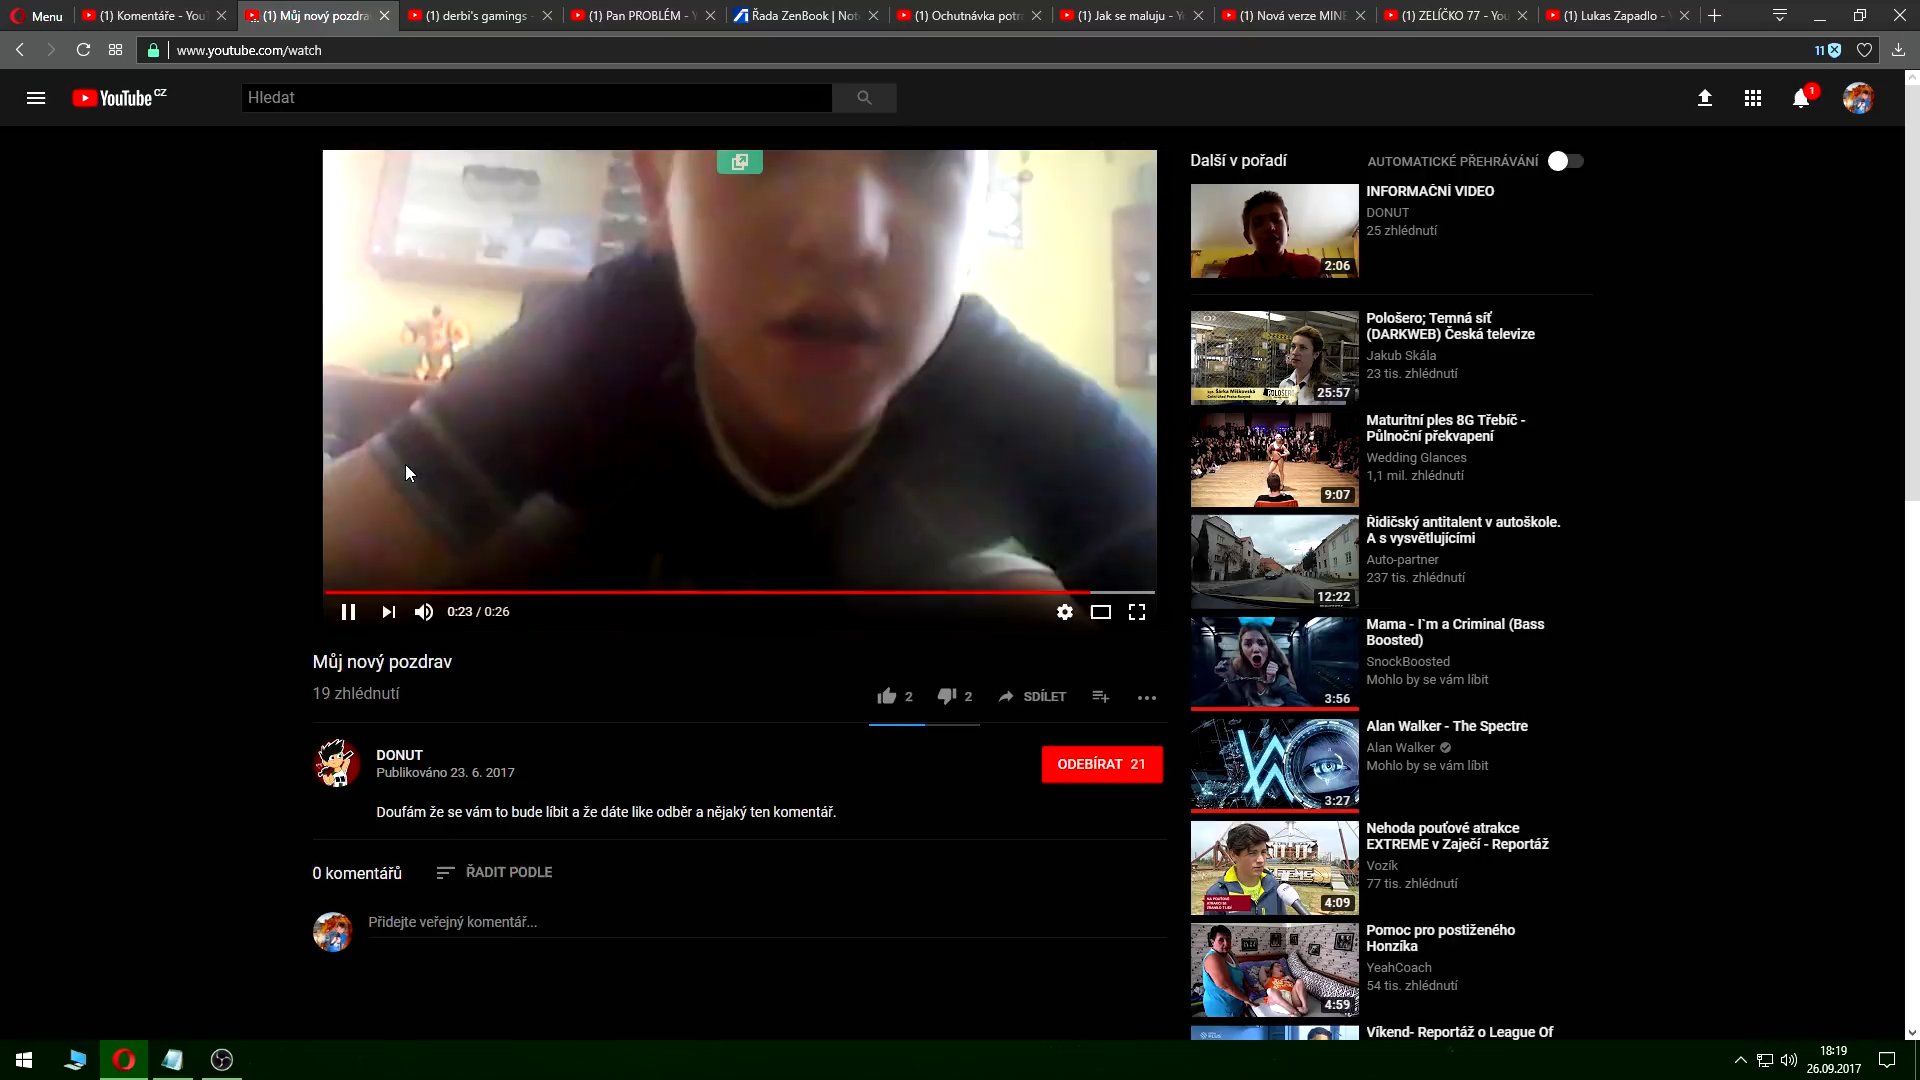 Menu
(1) Komentáře - YouT
(1) Můj nový pozdra
(1) derbi's gamings -
(1) Pan PROBLÉM - Y
Řada ZenBook | Not
(1) Ochutnávka potr
(1) Jak se maluju - Y
(1) Nová verze MINE
(1) ZELÍČKO 77 - You
(1) Lukas Zapadlo -
www.youtube.com/watch
11
YouTube CZ
Hledat
1
Další v pořadí
AUTOMATICKÉ PŘEHRÁVÁNÍ
INFORMAČNÍ VIDEO
DONUT
25 zhlédnutí
2:06
Pološero; Temná síť
(DARKWEB) Česká televize
Jakub Skála
23 tis. zhlédnutí
25:57
Maturitní ples 8G Třebíč -
Půlnoční překvapení
Wedding Glances
1,1 mil. zhlédnutí
9:07
Řidičský antitalent v autoškole.
A s vysvětlujícími
Auto-partner
237 tis. zhlédnutí
12:22
Mama - I`m a Criminal (Bass
Boosted)
SnockBoosted
Mohlo by se vám líbit
3:56
Alan Walker - The Spectre
Alan Walker
Mohlo by se vám líbit
3:27
Nehoda pouťové atrakce
EXTREME v Zaječí - Reportáž
Vozík
77 tis. zhlédnutí
4:09
Pomoc pro postiženého
Honzíka
YeahCoach
54 tis. zhlédnutí
4:59
Víkend- Reportáž o League Of
0:23 / 0:26
Můj nový pozdrav
19 zhlédnutí
2
2
SDÍLET
DONUT
Publikováno 23. 6. 2017
ODEBÍRAT 21
Doufám že se vám to bude líbit a že dáte like odběr a nějaký ten komentář.
0 komentářů
ŘADIT PODLE
Přidejte veřejný komentář...
18:19
26.09.2017